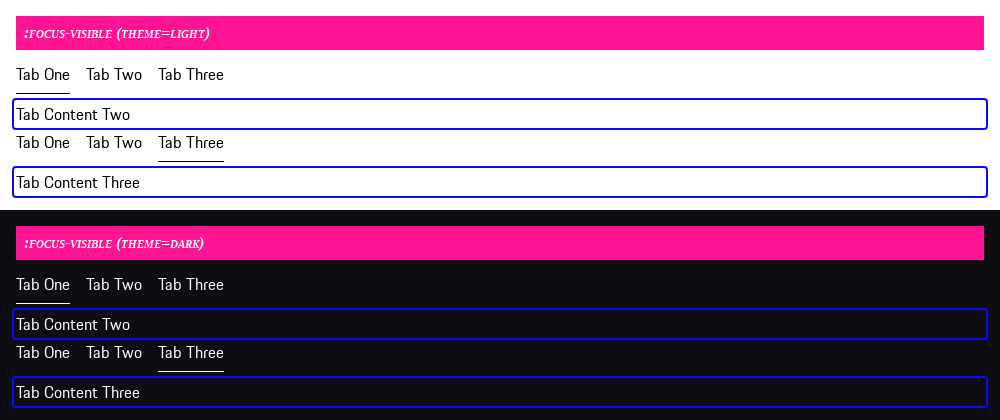 :focus-visible (theme=light)
Tab One Tab Two Tab Three
Tab Content Two
Tab One Tab Two Tab Three
Tab Content Three
:focus-visible (theme=dark)
Tab One Tab Two Tab Three
Tab Content Two
Tab One Tab Two Tab Three
Tab Content Three